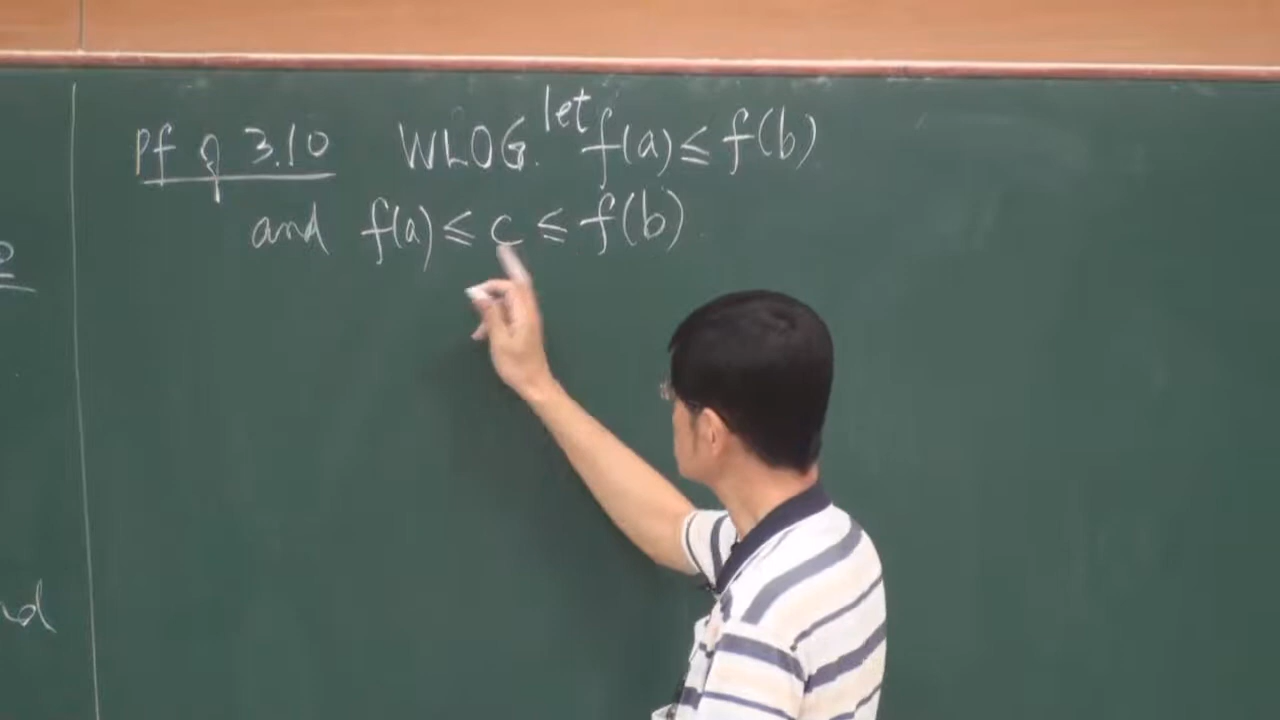 pf of 3.10 WLOG. let f(a) ≤ f(b)
and f(a) ≤ c ≤ f(b)